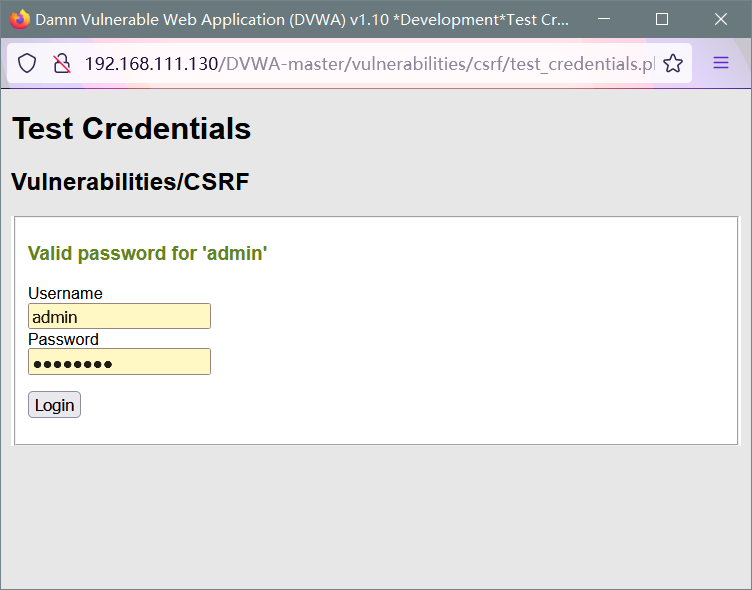 Damn Vulnerable Web Application (DVWA) v1.10 *Development*Test Cr...
192.168.111.130/DVWA-master/vulnerabilities/csrf/test_credentials.p
Test Credentials
Vulnerabilities/CSRF
Valid password for 'admin'
Username
admin
Password
••••••••
Login